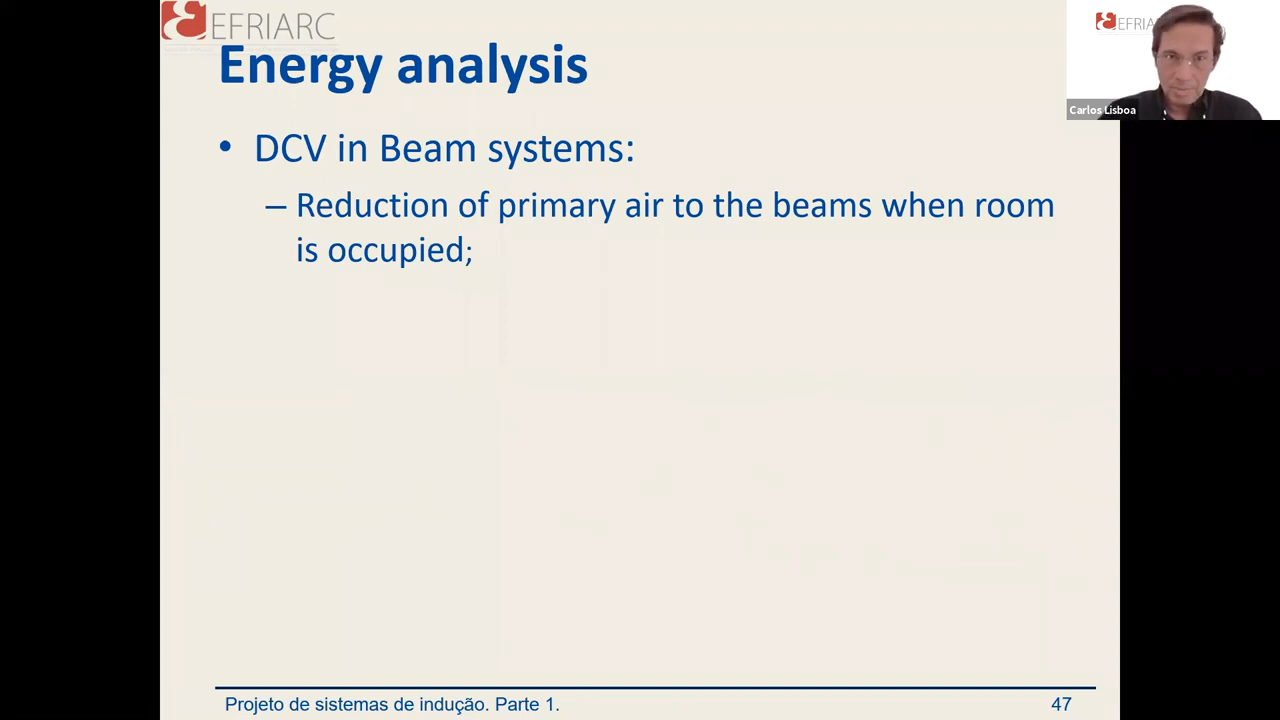 EFRIARC
Energy analysis
• DCV in Beam systems:
– Reduction of primary air to the beams when room
is occupied;
Projeto de sistemas de indução. Parte 1.
47
EFRIA
Carlos Lisboa